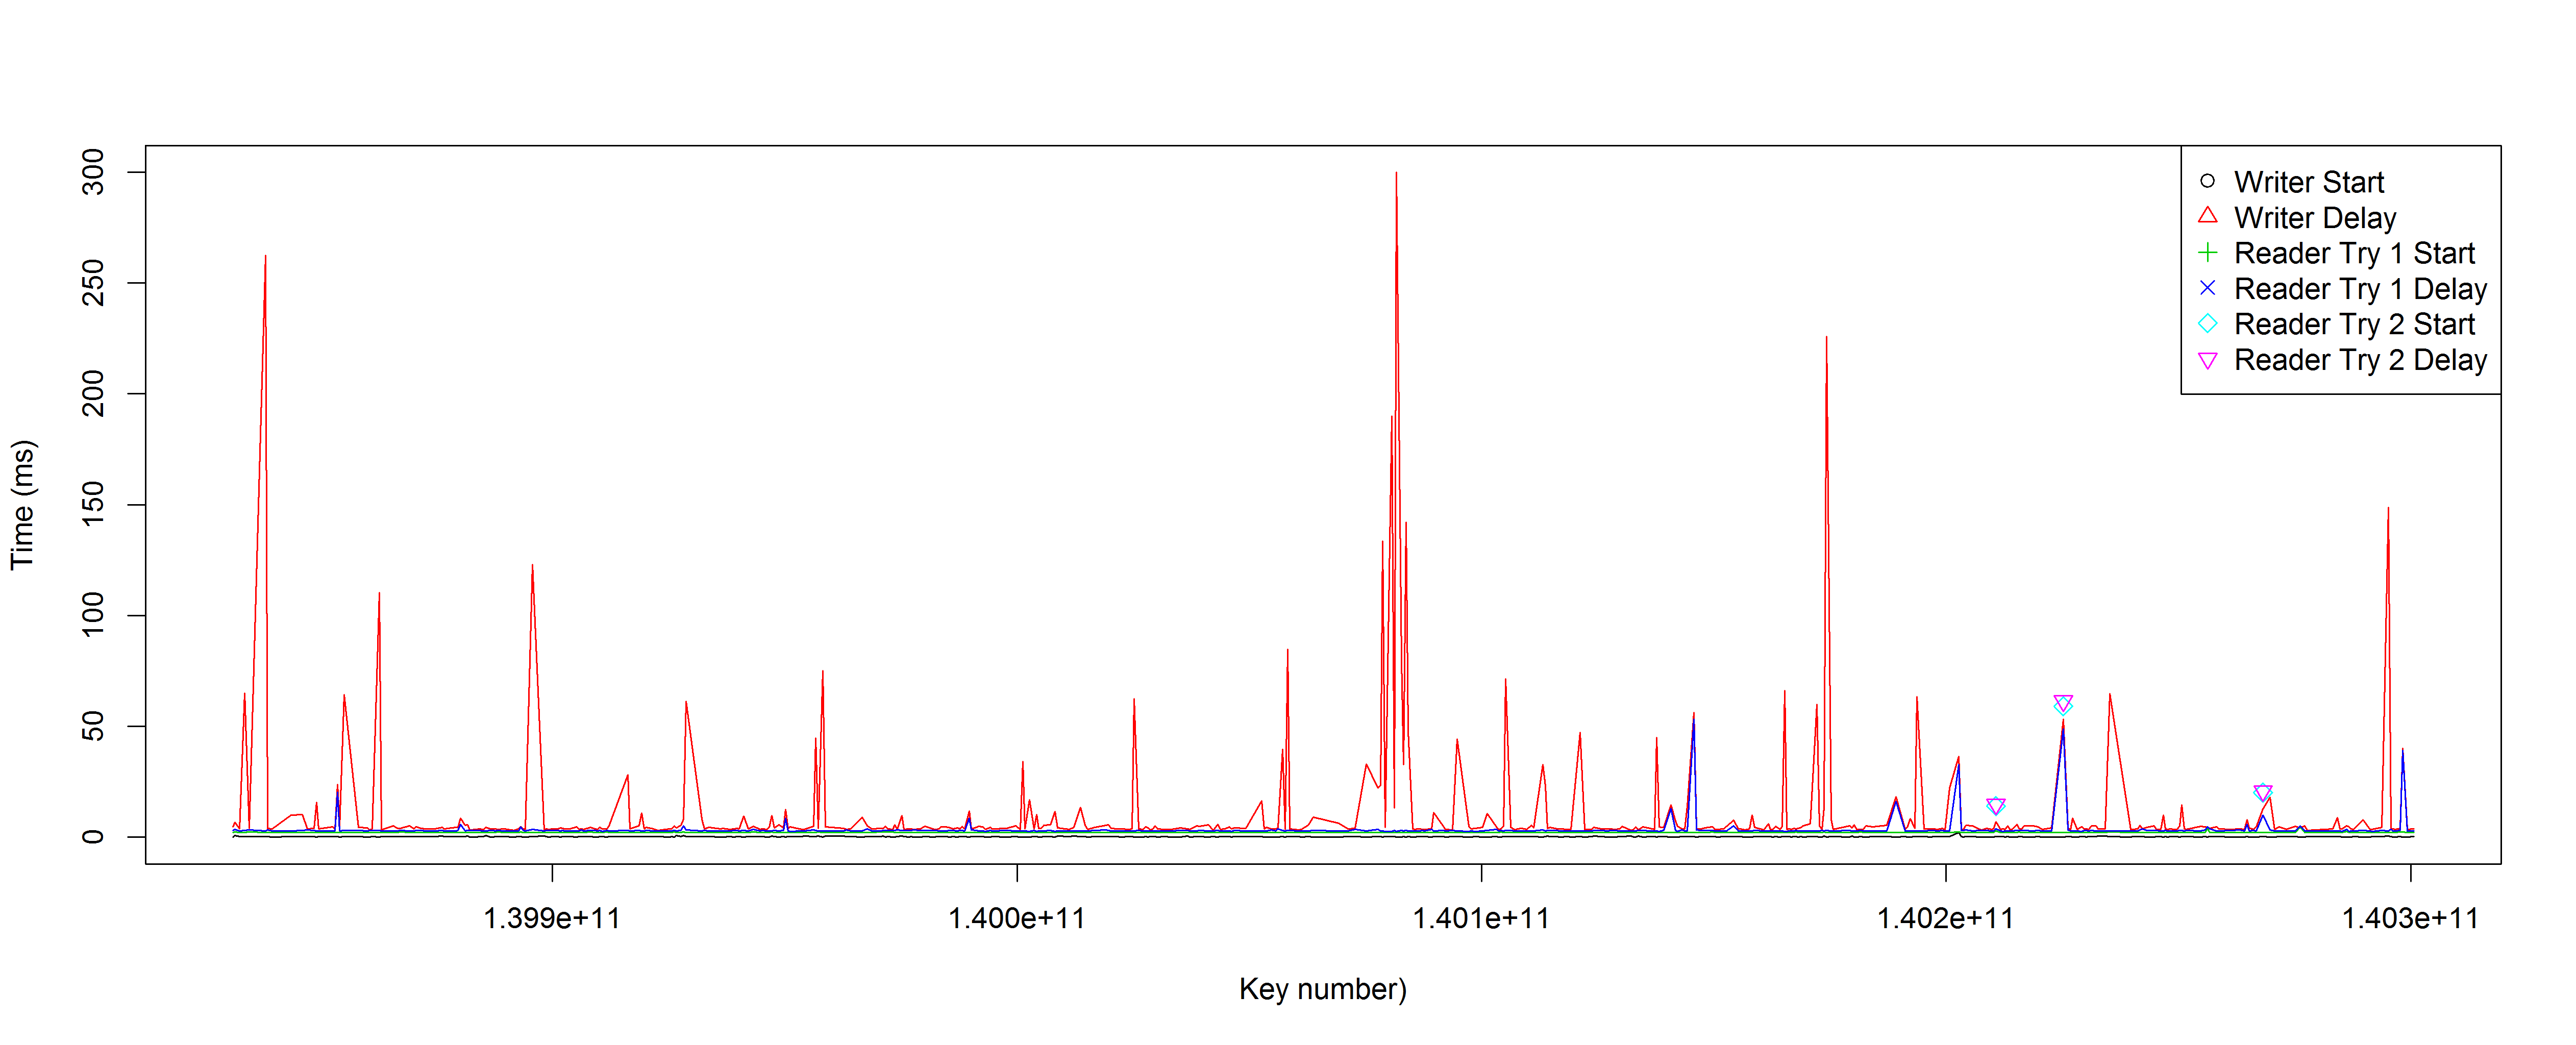 300
250
200
150
100
50
0
Time (ms)
Writer Start
Writer Delay
Reader Try 1 Start
Reader Try 1 Delay
Reader Try 2 Start
Reader Try 2 Delay
1.399e+11 1.400e+11 1.401e+11 1.402e+11 1.403e+11
Key number)